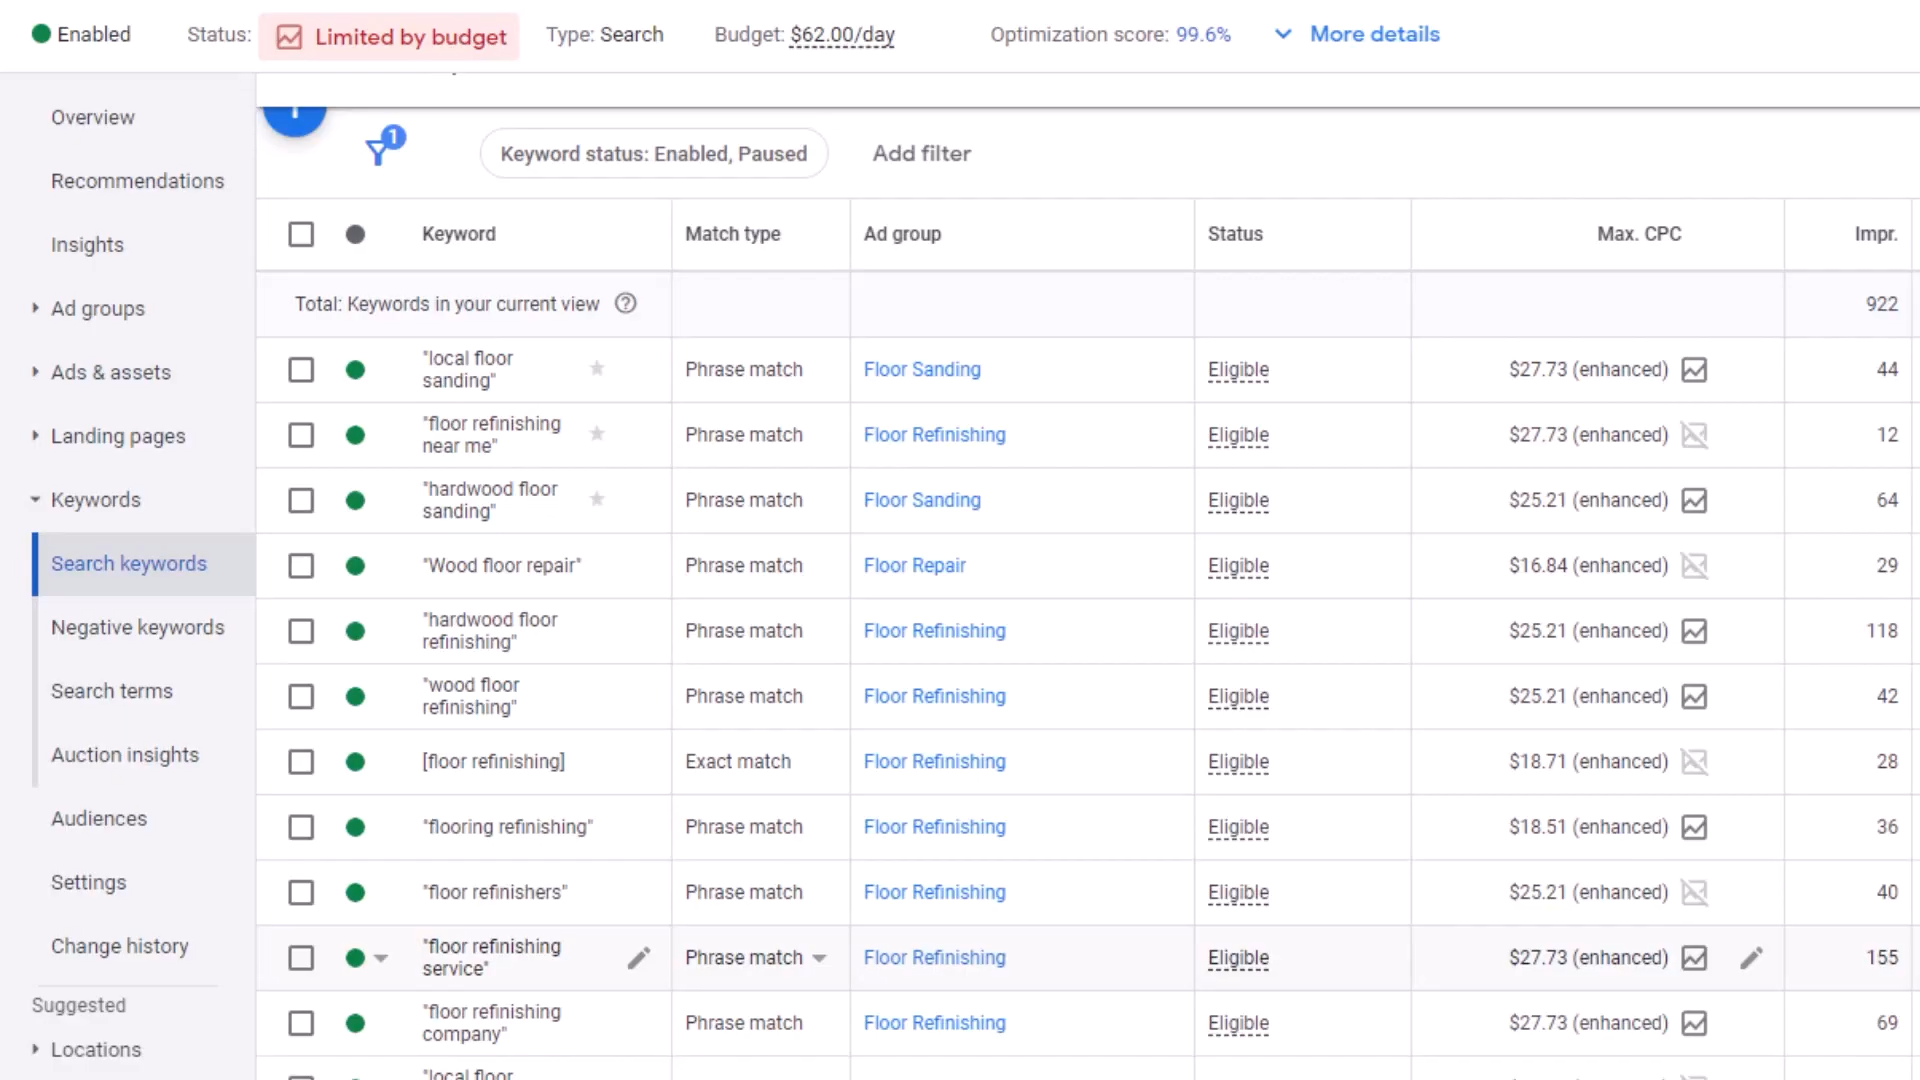 Enabled Status: Limited by budget Type: Search Budget: $62.00/day Optimization score: 99.6% More details
Overview
Recommendations
Insights
Ad groups
Ads & assets
Landing pages
Keywords
Search keywords
Negative keywords
Search terms
Auction insights
Audiences
Settings
Change history
Suggested
Locations
1
Keyword status: Enabled, Paused Add filter
Keyword Match type Ad group Status Max. CPC Impr.
Total: Keywords in your current view 922
"local floor
sanding" Phrase match Floor Sanding Eligible $27.73 (enhanced) 44
"floor refinishing
near me" Phrase match Floor Refinishing Eligible $27.73 (enhanced) 12
"hardwood floor
sanding" Phrase match Floor Sanding Eligible $25.21 (enhanced) 64
"Wood floor repair" Phrase match Floor Repair Eligible $16.84 (enhanced) 29
"hardwood floor
refinishing" Phrase match Floor Refinishing Eligible $25.21 (enhanced) 118
"wood floor
refinishing" Phrase match Floor Refinishing Eligible $25.21 (enhanced) 42
[floor refinishing] Exact match Floor Refinishing Eligible $18.71 (enhanced) 28
"flooring refinishing" Phrase match Floor Refinishing Eligible $18.51 (enhanced) 36
"floor refinishers" Phrase match Floor Refinishing Eligible $25.21 (enhanced) 40
"floor refinishing
service" Phrase match Floor Refinishing Eligible $27.73 (enhanced) 155
"floor refinishing
company" Phrase match Floor Refinishing Eligible $27.73 (enhanced) 69
"local floor